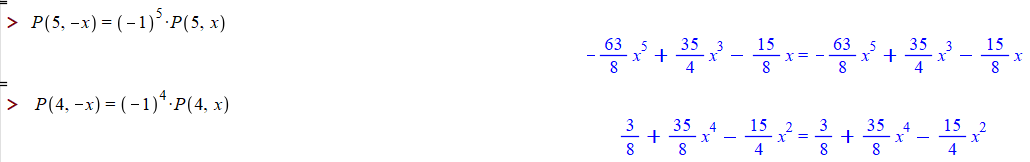 > P(5, −x) = (−1)^5·P(5, x)
−63/8 x^5 + 35/4 x^3 − 15/8 x = −63/8 x^5 + 35/4 x^3 − 15/8 x
> P(4, −x) = (−1)^4·P(4, x)
3/8 + 35/8 x^4 − 15/4 x^2 = 3/8 + 35/8 x^4 − 15/4 x^2